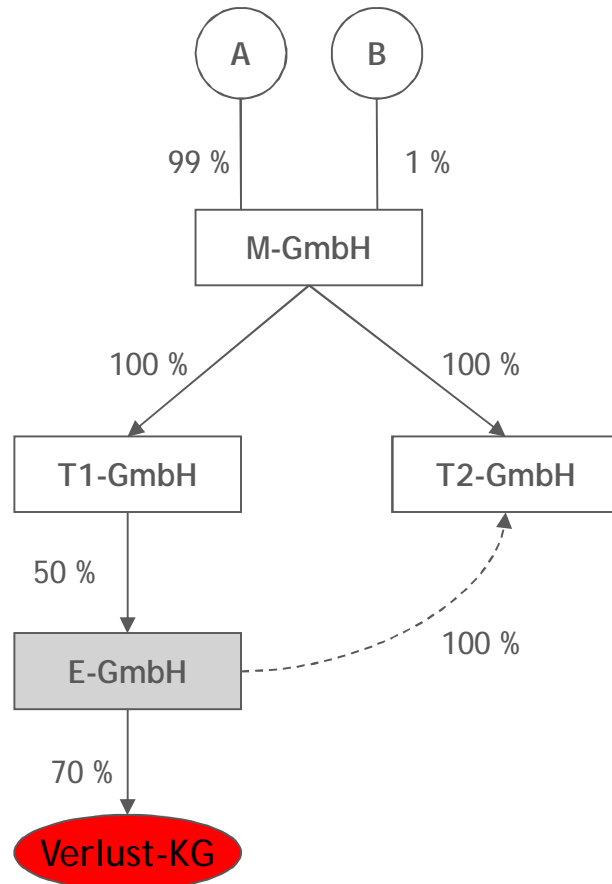 A
B
99 %
1 %
M-GmbH
100 %
100 %
T1-GmbH
T2-GmbH
50 %
100 %
E-GmbH
70 %
Verlust-KG